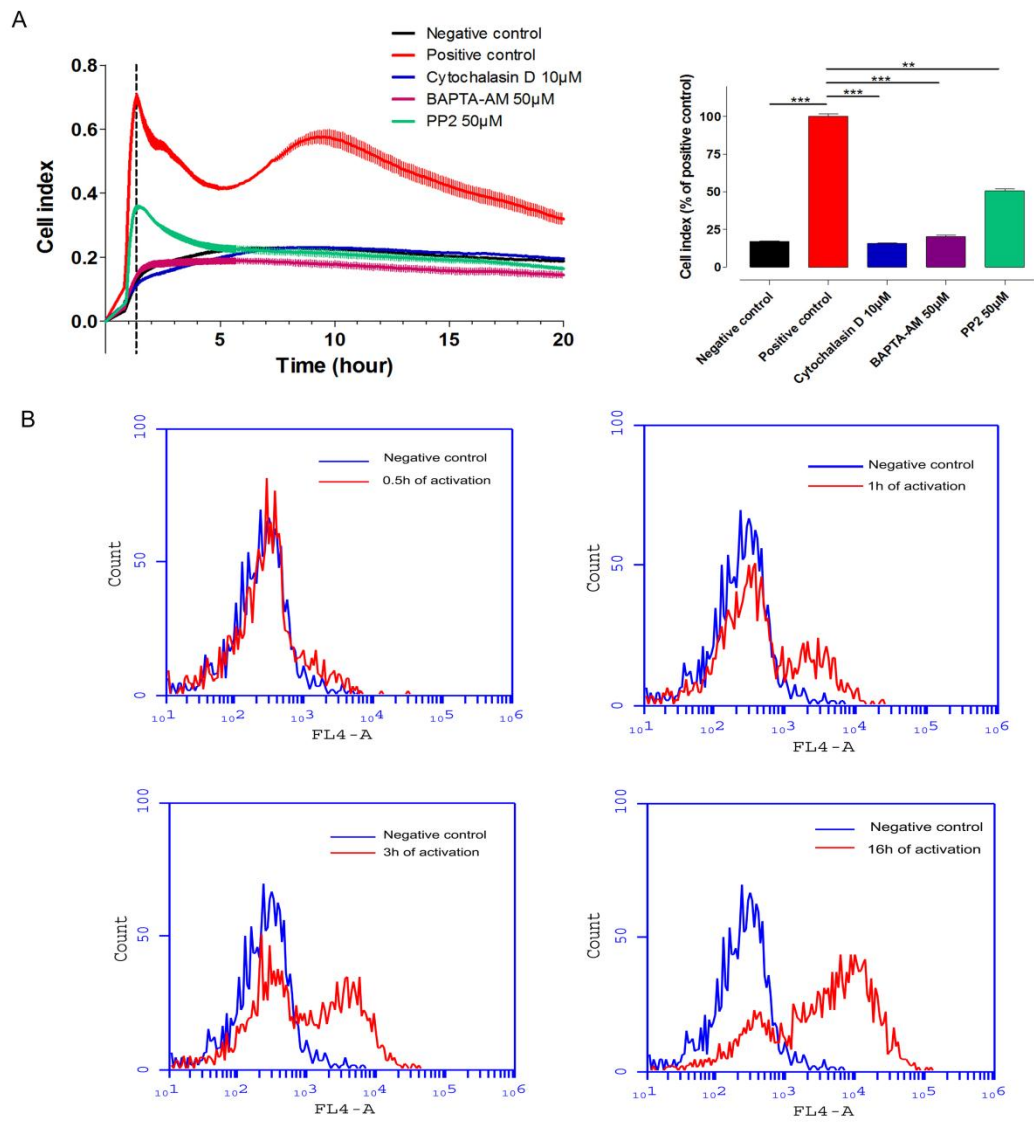 A
Negative control
Positive control
Cytochalasin D 10µM
BAPTA-AM 50µM
PP2 50µM
Cell index
0.8
0.6
0.4
0.2
0.0
5
10
15
20
Time (hour)
Cell index (% of positive control)
100
75
50
25
0
**
***
***
***
Negative control
Positive control
Cytochalasin D 10µM
BAPTA-AM 50µM
PP2 50µM
B
Count
100
50
0
Negative control
0.5h of activation
10¹ 10² 10³ 10⁴ 10⁵ 10⁶
FL4-A
Count
100
50
0
Negative control
1h of activation
10¹ 10² 10³ 10⁴ 10⁵ 10⁶
FL4-A
Count
100
50
0
Negative control
3h of activation
10¹ 10² 10³ 10⁴ 10⁵ 10⁶
FL4-A
Count
100
50
0
Negative control
16h of activation
10¹ 10² 10³ 10⁴ 10⁵ 10⁶
FL4-A